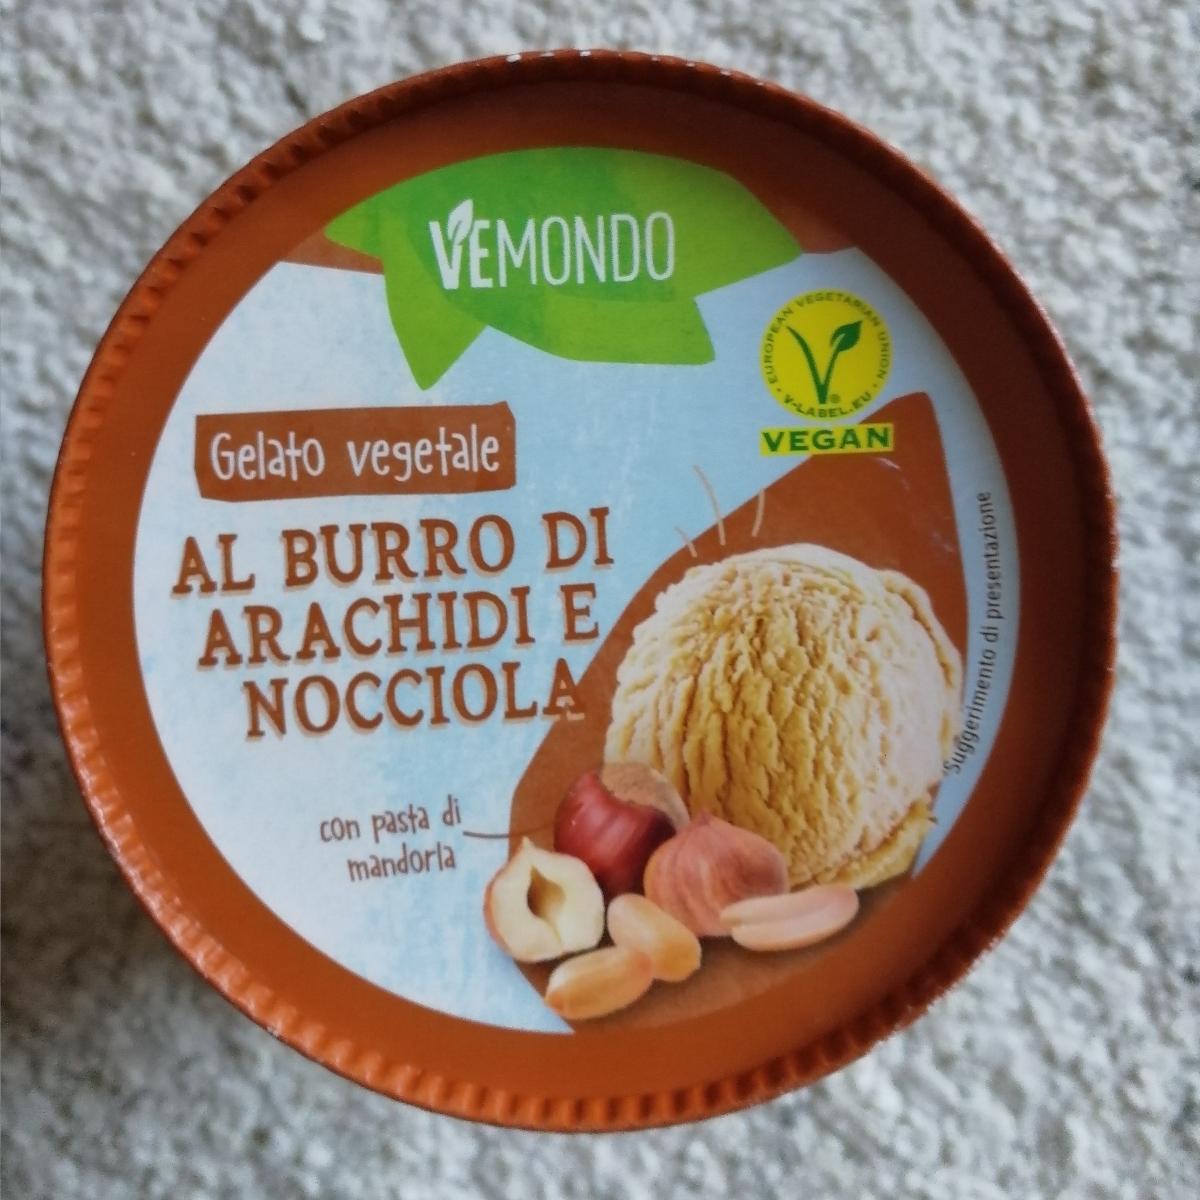 VEMONDO
EUROPEAN VEGETARIAN UNION
V-LABEL.EU
VEGAN
Gelato vegetale
AL BURRO DI
ARACHIDI E
NOCCIOLA
con pasta di
mandorla
Suggerimento di presentazione